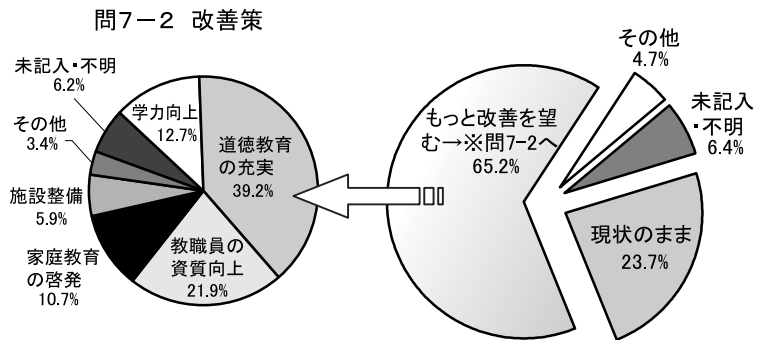 問7－2 改善策
学力向上
12.7%
道徳教育
の充実
39.2%
教職員の
資質向上
21.9%
家庭教育
の啓発
10.7%
施設整備
5.9%
その他
3.4%
未記入・不明
6.2%
もっと改善を望
む→※問7-2へ
65.2%
その他
4.7%
未記入
・不明
6.4%
現状のまま
23.7%